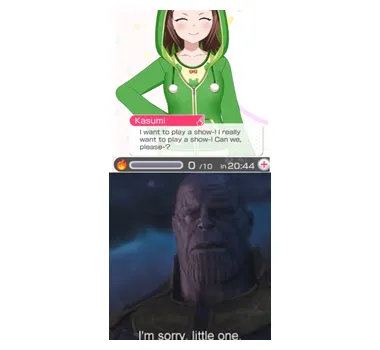 Kasumi
I want to play a show~! I really
want to play a show~! Can we,
please~?
0 /10 in 20:44 +
I'm sorry, little one.